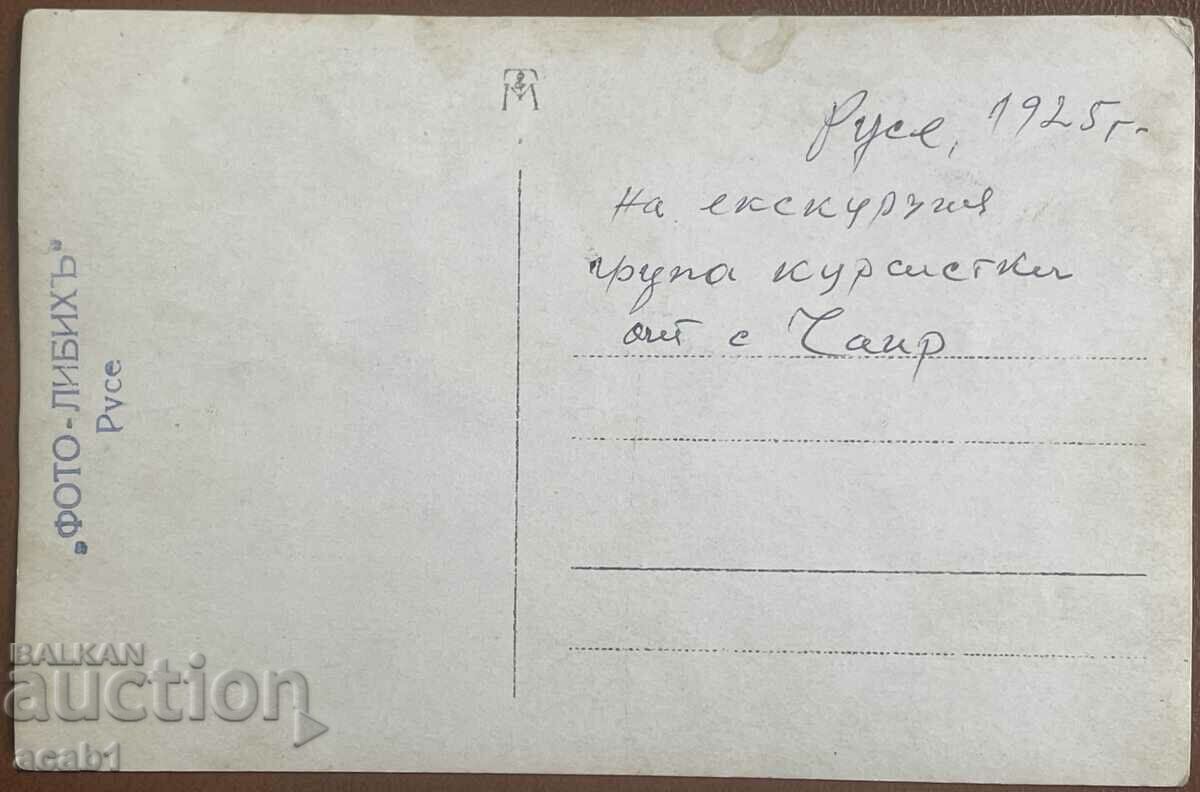 Русе, 1925 г.
На екскурзия
група курсистки
от с Чаир
„ФОТО-ЛИБИХЪ"
Русе
BALKAN
auction
acab1